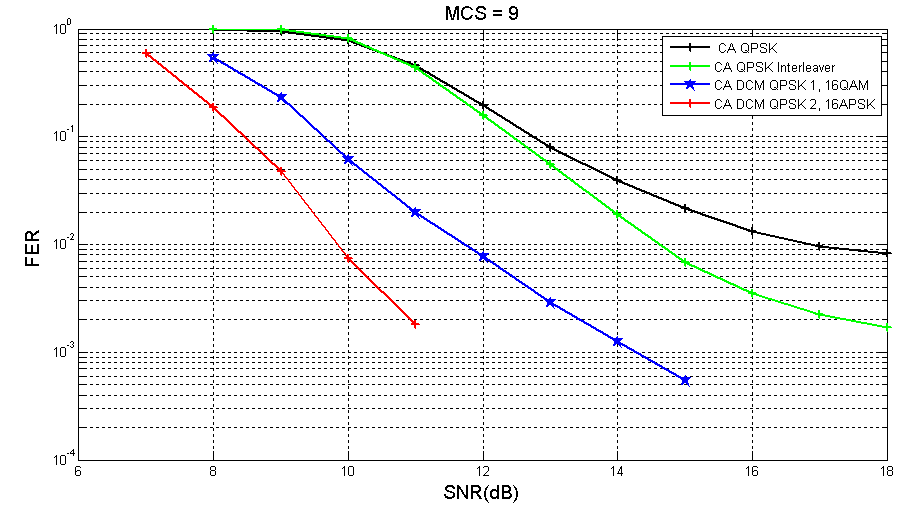 MCS = 9
10^0
10^-1
10^-2
10^-3
10^-4
FER
6 8 10 12 14 16 18
SNR(dB)
CA QPSK
CA QPSK Interleaver
CA DCM QPSK 1, 16QAM
CA DCM QPSK 2, 16APSK